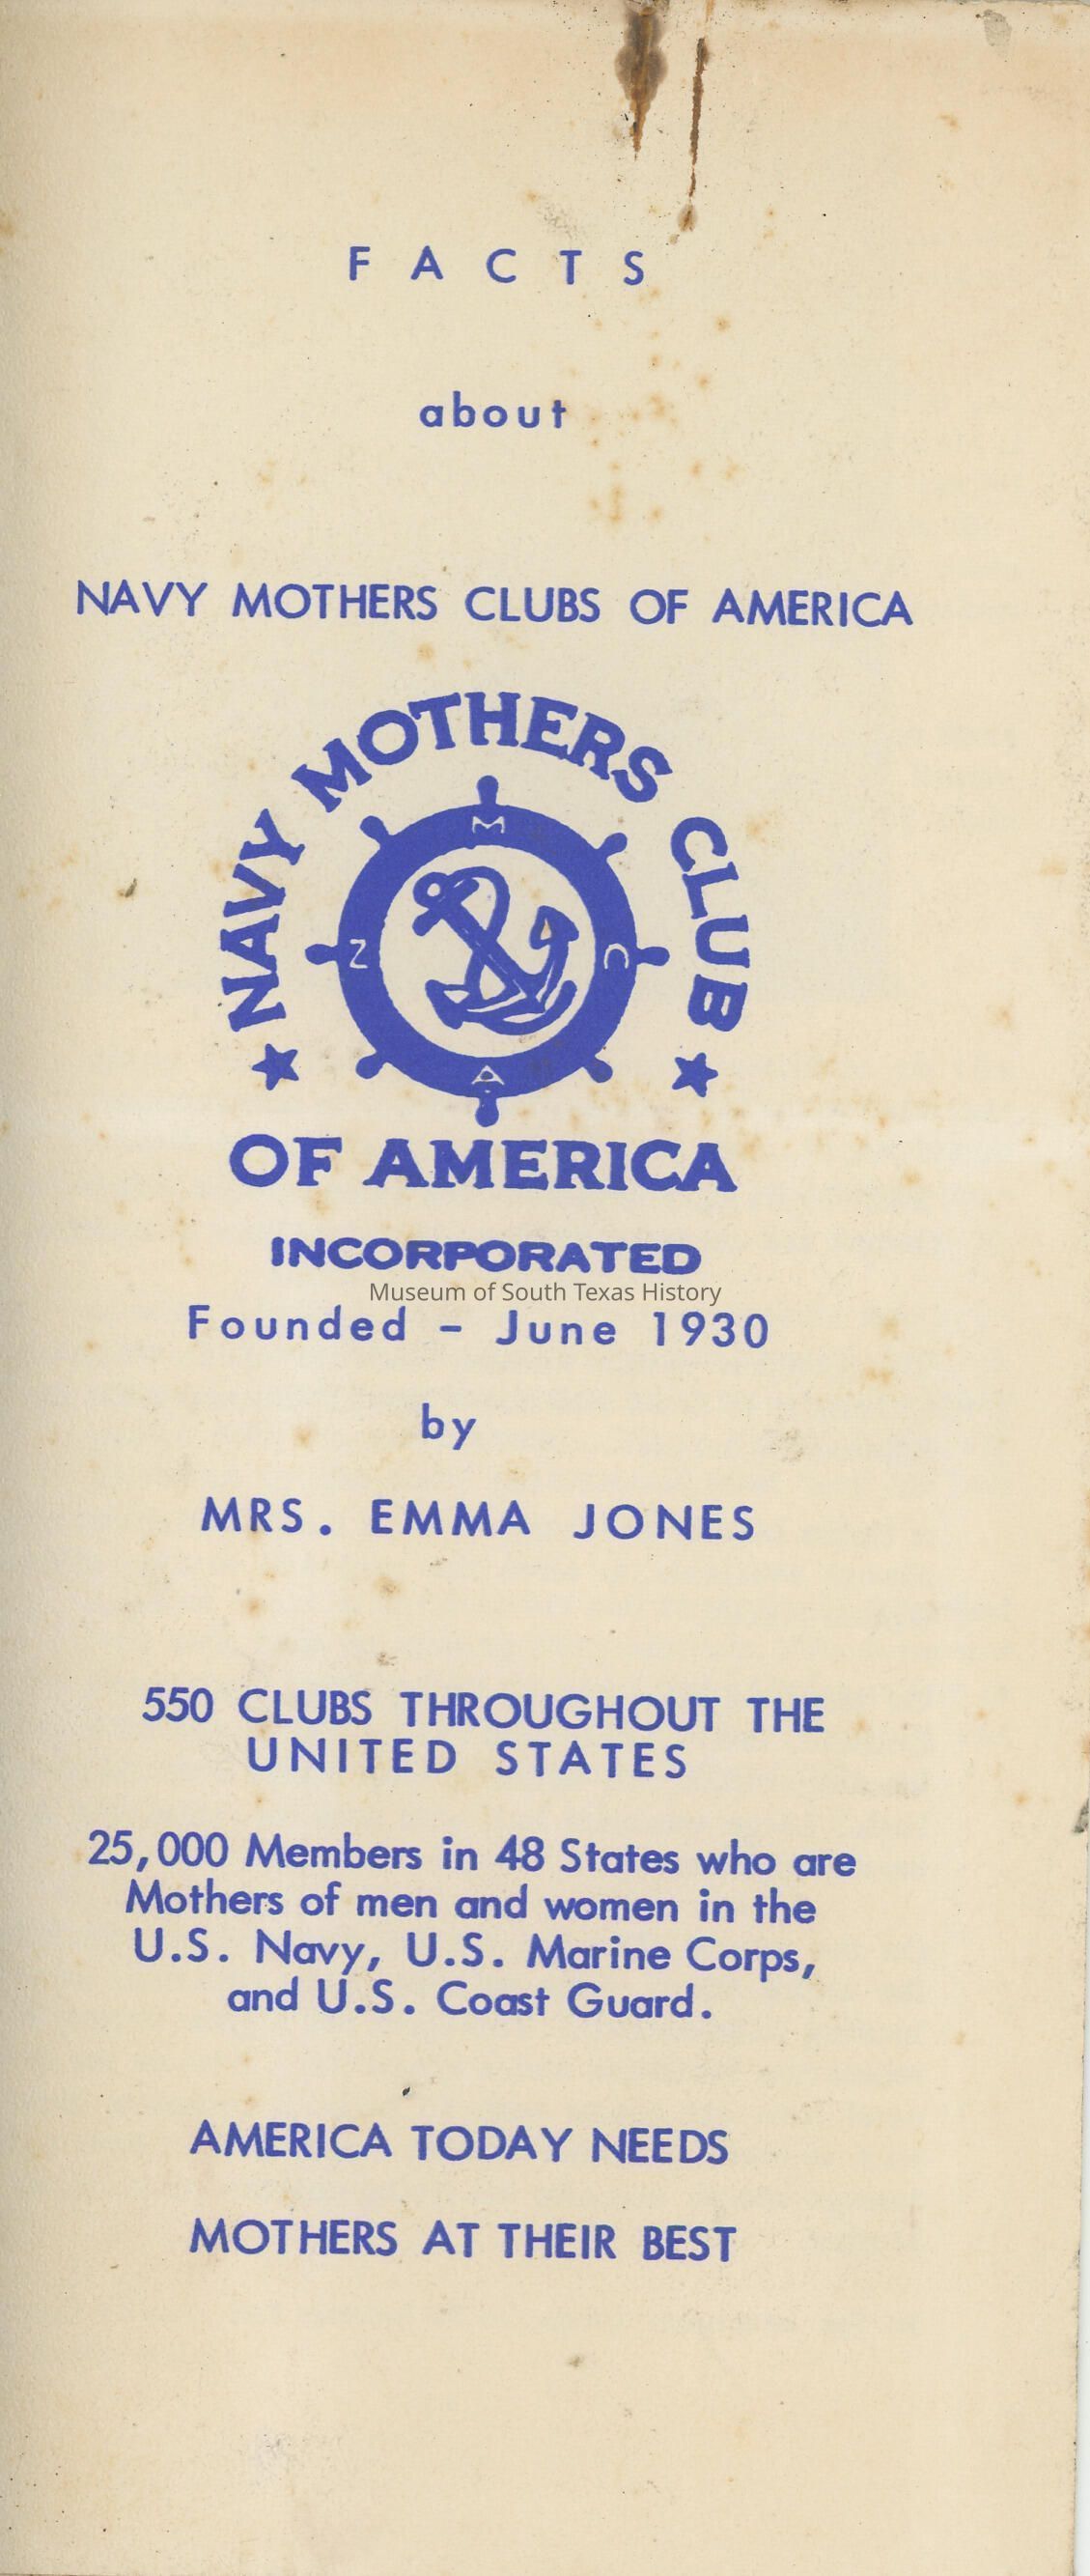 FACTS
about
NAVY MOTHERS CLUBS OF AMERICA
NAVY MOTHERS CLUB
M
N C
A
OF AMERICA
INCORPORATED
Museum of South Texas History
Founded - June 1930
by
MRS. EMMA JONES
550 CLUBS THROUGHOUT THE
UNITED STATES
25,000 Members in 48 States who are
Mothers of men and women in the
U.S. Navy, U.S. Marine Corps,
and U.S. Coast Guard.
AMERICA TODAY NEEDS
MOTHERS AT THEIR BEST